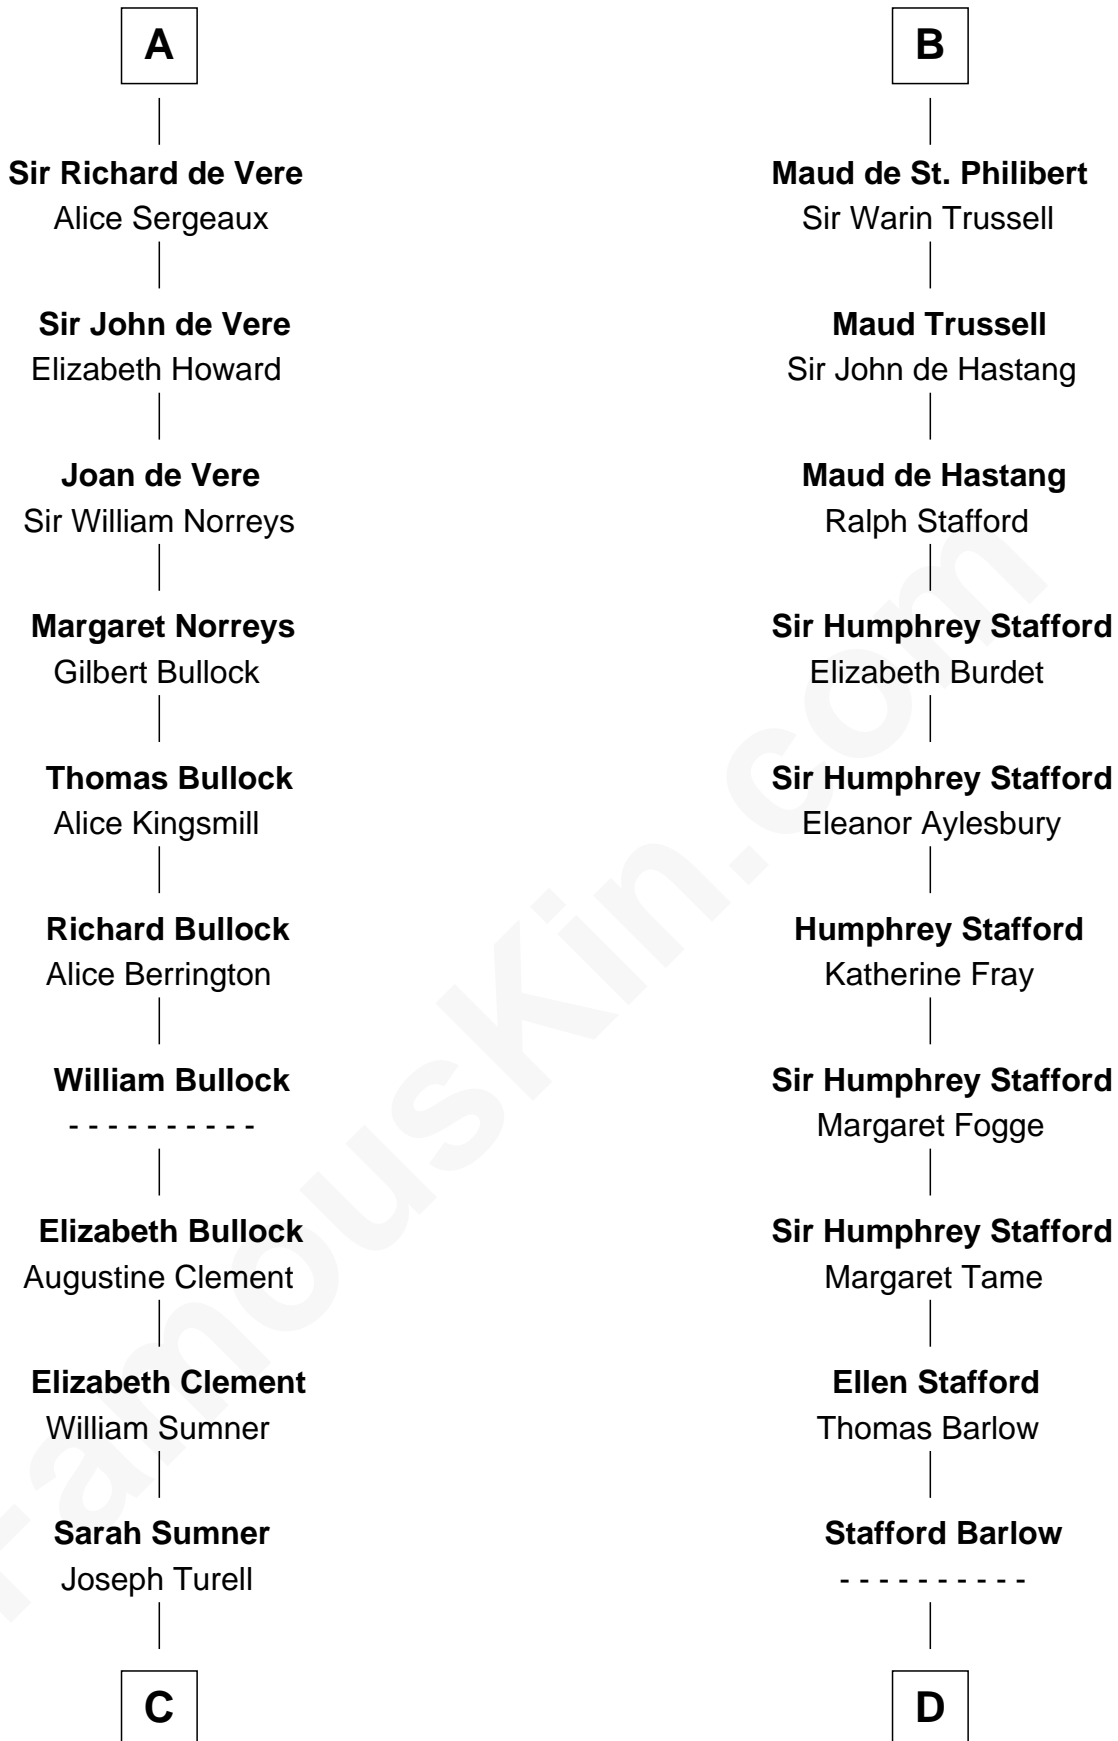 A
Sir Richard de Vere
Alice Sergeaux
Sir John de Vere
Elizabeth Howard
Joan de Vere
Sir William Norreys
Margaret Norreys
Gilbert Bullock
Thomas Bullock
Alice Kingsmill
Richard Bullock
Alice Berrington
William Bullock
- - - - - - - - - -
Elizabeth Bullock
Augustine Clement
Elizabeth Clement
William Sumner
Sarah Sumner
Joseph Turell
C
B
Maud de St. Philibert
Sir Warin Trussell
Maud Trussell
Sir John de Hastang
Maud de Hastang
Ralph Stafford
Sir Humphrey Stafford
Elizabeth Burdet
Sir Humphrey Stafford
Eleanor Aylesbury
Humphrey Stafford
Katherine Fray
Sir Humphrey Stafford
Margaret Fogge
Sir Humphrey Stafford
Margaret Tame
Ellen Stafford
Thomas Barlow
Stafford Barlow
- - - - - - - - - -
D
FamousKin.com